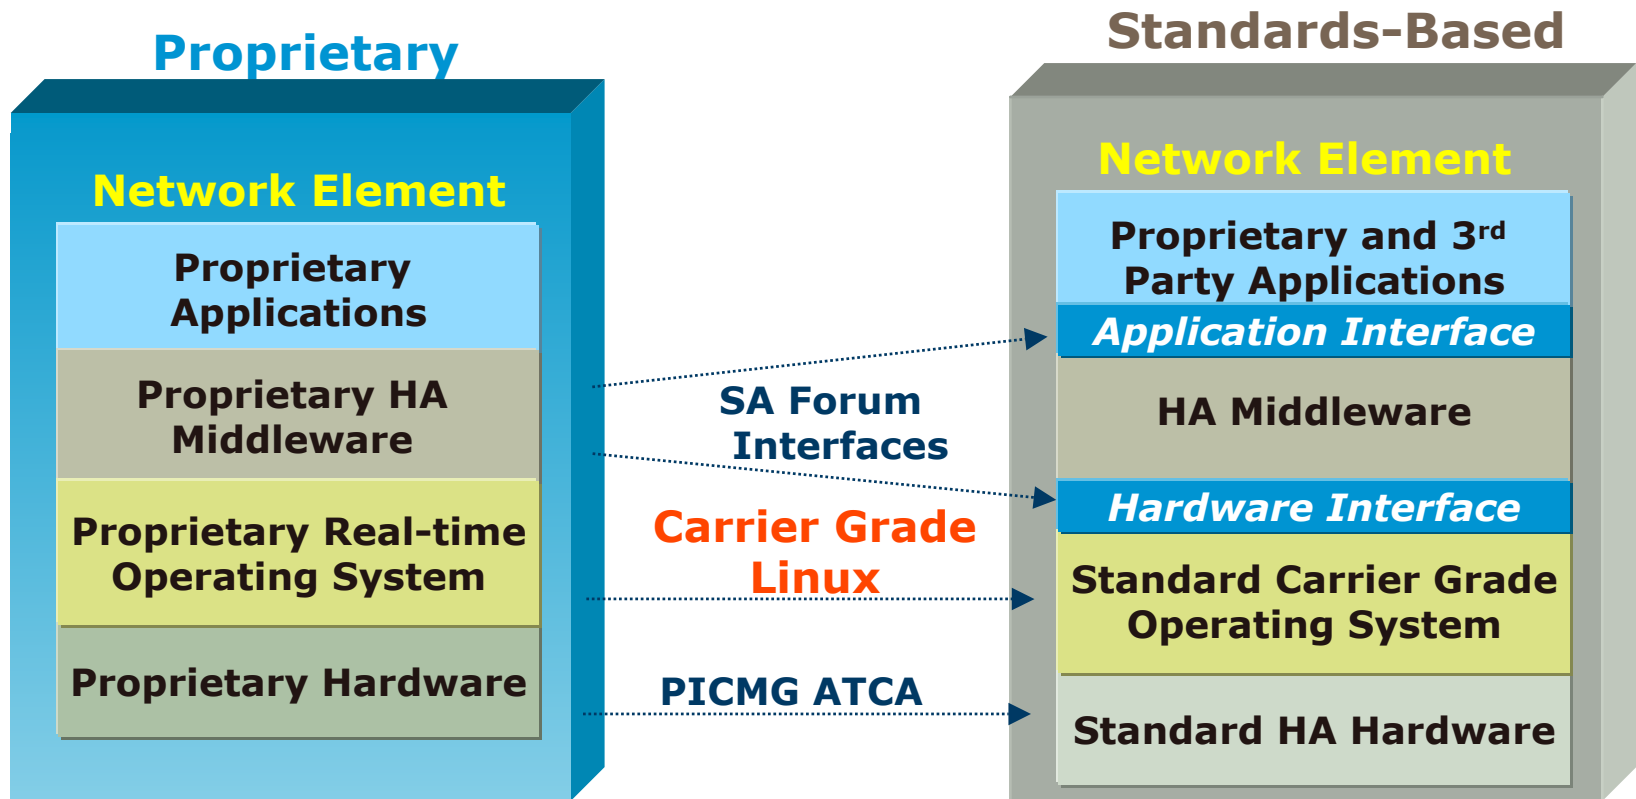 Proprietary
Network Element
Proprietary
Applications
Proprietary HA
Middleware
Proprietary Real-time
Operating System
Proprietary Hardware
SA Forum
Interfaces
Carrier Grade
Linux
PICMG ATCA
Standards-Based
Network Element
Proprietary and 3rd
Party Applications
Application Interface
HA Middleware
Hardware Interface
Standard Carrier Grade
Operating System
Standard HA Hardware